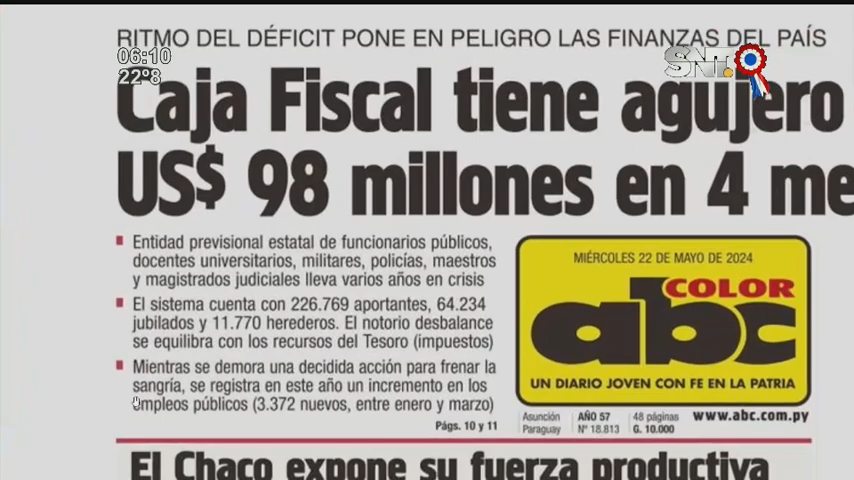 RITMO DEL DÉFICIT PONE EN PELIGRO LAS FINANZAS DEL PAÍS
06:10
22°8
SNT
Caja Fiscal tiene agujero
US$ 98 millones en 4 me
Entidad previsional estatal de funcionarios públicos,
docentes universitarios, militares, policías, maestros
y magistrados judiciales lleva varios años en crisis
El sistema cuenta con 226.769 aportantes, 64.234
jubilados y 11.770 herederos. El notorio desbalance
se equilibra con los recursos del Tesoro (impuestos)
Mientras se demora una decidida acción para frenar la
sangría, se registra en este año un incremento en los
empleos públicos (3.372 nuevos, entre enero y marzo)
Págs. 10 y 11
MIÉRCOLES 22 DE MAYO DE 2024
abc COLOR
UN DIARIO JOVEN CON FE EN LA PATRIA
Asunción
Paraguay
AÑO 57
N° 18.813
48 páginas
G. 10.000
www.abc.com.py
El Chaco expone su fuerza productiva